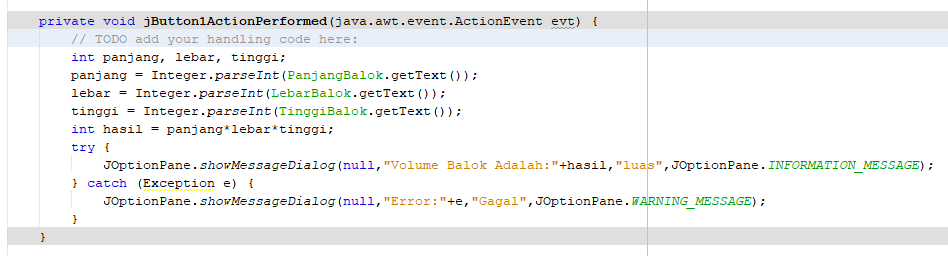 private void jButton1ActionPerformed(java.awt.event.ActionEvent evt) {
// TODO add your handling code here:
int panjang, lebar, tinggi;
panjang = Integer.parseInt(PanjangBalok.getText());
lebar = Integer.parseInt(LebarBalok.getText());
tinggi = Integer.parseInt(TinggiBalok.getText());
int hasil = panjang*lebar*tinggi;
try {
JOptionPane.showMessageDialog(null,"Volume Balok Adalah:"+hasil,"luas",JOptionPane.INFORMATION_MESSAGE);
} catch (Exception e) {
JOptionPane.showMessageDialog(null,"Error:"+e,"Gagal",JOptionPane.WARNING_MESSAGE);
}
}